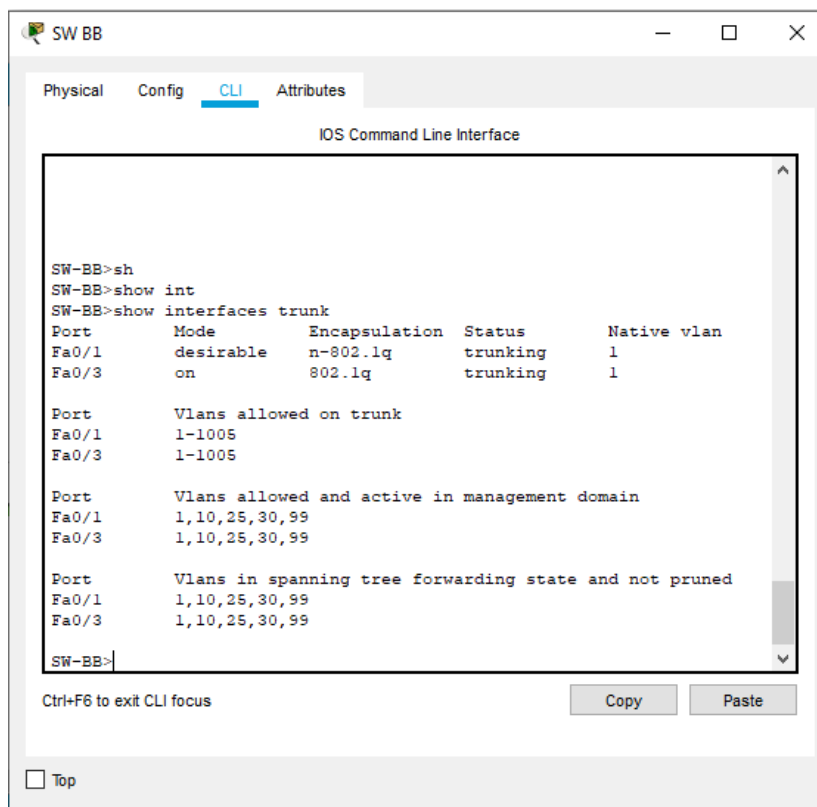 SW BB
Physical Config CLI Attributes
IOS Command Line Interface
SW-BB>sh
SW-BB>show int
SW-BB>show interfaces trunk
Port        Mode         Encapsulation  Status        Native vlan
Fa0/1       desirable    n-802.1q       trunking      1
Fa0/3       on           802.1q         trunking      1
Port        Vlans allowed on trunk
Fa0/1       1-1005
Fa0/3       1-1005
Port        Vlans allowed and active in management domain
Fa0/1       1,10,25,30,99
Fa0/3       1,10,25,30,99
Port        Vlans in spanning tree forwarding state and not pruned
Fa0/1       1,10,25,30,99
Fa0/3       1,10,25,30,99
SW-BB>
Ctrl+F6 to exit CLI focus
Copy Paste
Top